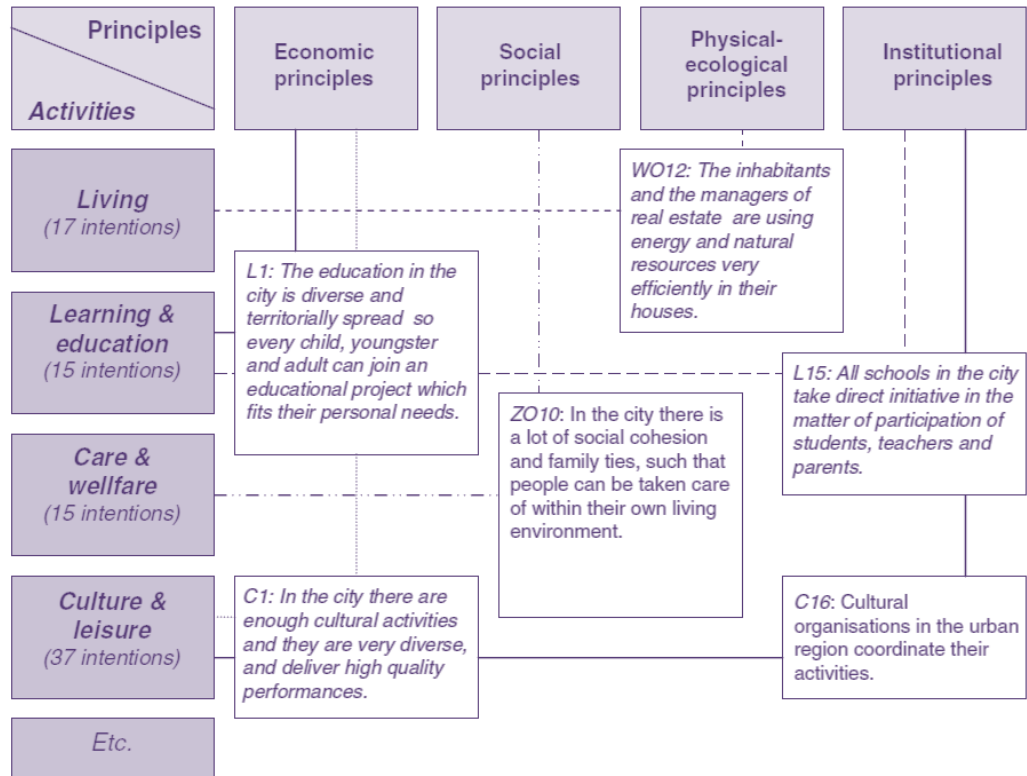 Principles
Activities
Economic
principles
Social
principles
Physical-
ecological
principles
Institutional
principles
Living
(17 intentions)
WO12: The inhabitants
and the managers of
real estate are using
energy and natural
resources very
efficiently in their
houses.
Learning &
education
(15 intentions)
L1: The education in the
city is diverse and
territorially spread so
every child, youngster
and adult can join an
educational project which
fits their personal needs.
L15: All schools in the city
take direct initiative in the
matter of participation of
students, teachers and
parents.
Care &
wellfare
(15 intentions)
ZO10: In the city there is
a lot of social cohesion
and family ties, such that
people can be taken care
of within their own living
environment.
Culture &
leisure
(37 intentions)
C1: In the city there are
enough cultural activities
and they are very diverse,
and deliver high quality
performances.
C16: Cultural
organisations in the urban
region coordinate their
activities.
Etc.